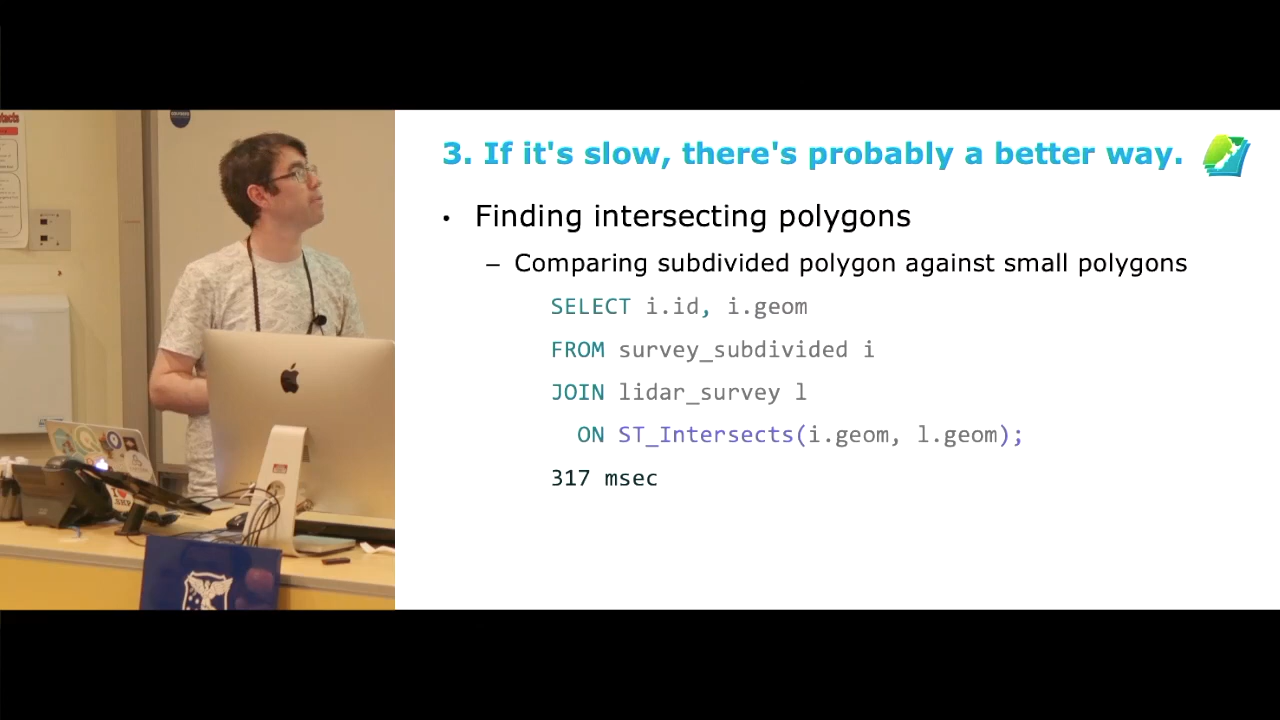 3. If it's slow, there's probably a better way.
• Finding intersecting polygons
– Comparing subdivided polygon against small polygons
SELECT i.id, i.geom
FROM survey_subdivided i
JOIN lidar_survey l
ON ST_Intersects(i.geom, l.geom);
317 msec